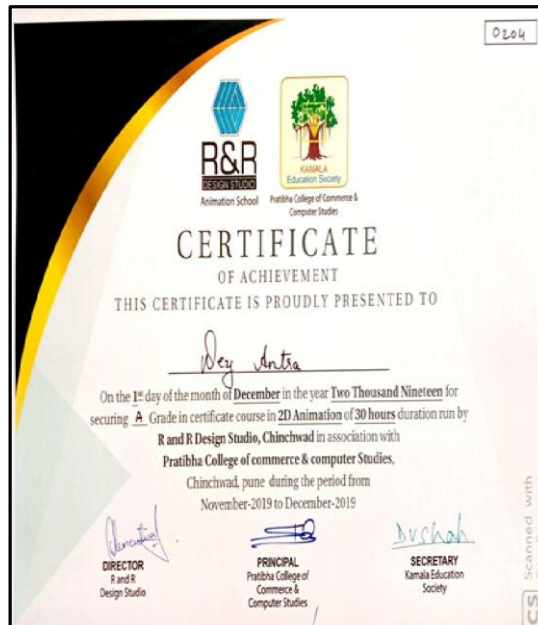 0204
R&R
DESIGN STUDIO
Animation School
KAMALA
Education Society
Pratibha College of Commerce &
Computer Studies
CERTIFICATE
OF ACHIEVEMENT
THIS CERTIFICATE IS PROUDLY PRESENTED TO
Dey Antra
On the 1st day of the month of December in the year Two Thousand Nineteen for
securing A Grade in certificate course in 2D Animation of 30 hours duration run by
R and R Design Studio, Chinchwad in association with
Pratibha College of commerce & computer Studies,
Chinchwad, pune during the period from
November-2019 to December-2019
DIRECTOR
R and R
Design Studio
PRINCIPAL
Pratibha College of
Commerce &
Computer Studies
SECRETARY
Kamala Education
Society
CS Scanned with